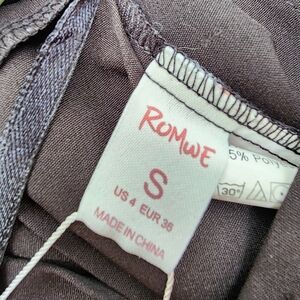 ROMWE
S
US 4 EUR 36
MADE IN CHINA
5% Poly
30°